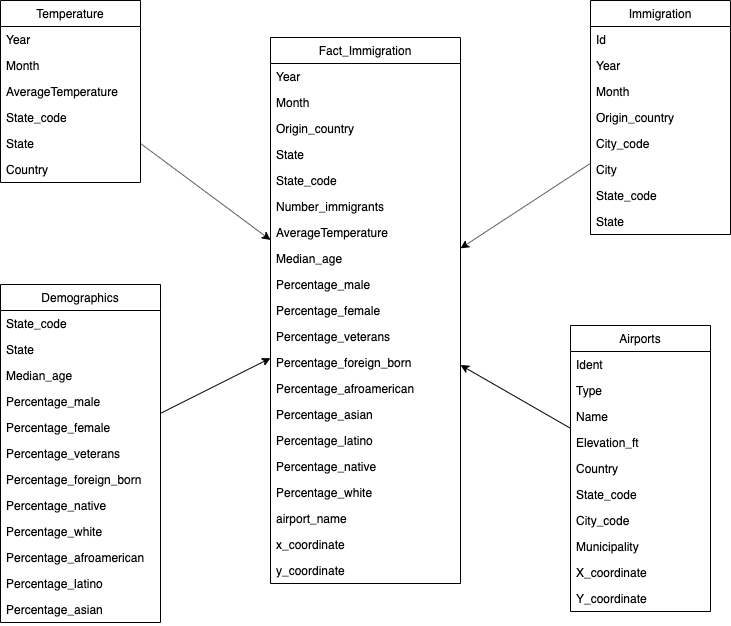 Temperature
Year
Month
AverageTemperature
State_code
State
Country
Fact_Immigration
Year
Month
Origin_country
State
State_code
Number_immigrants
AverageTemperature
Median_age
Percentage_male
Percentage_female
Percentage_veterans
Percentage_foreign_born
Percentage_afroamerican
Percentage_asian
Percentage_latino
Percentage_native
Percentage_white
airport_name
x_coordinate
y_coordinate
Immigration
Id
Year
Month
Origin_country
City_code
City
State_code
State
Demographics
State_code
State
Median_age
Percentage_male
Percentage_female
Percentage_veterans
Percentage_foreign_born
Percentage_native
Percentage_white
Percentage_afroamerican
Percentage_latino
Percentage_asian
Airports
Ident
Type
Name
Elevation_ft
Country
State_code
City_code
Municipality
X_coordinate
Y_coordinate